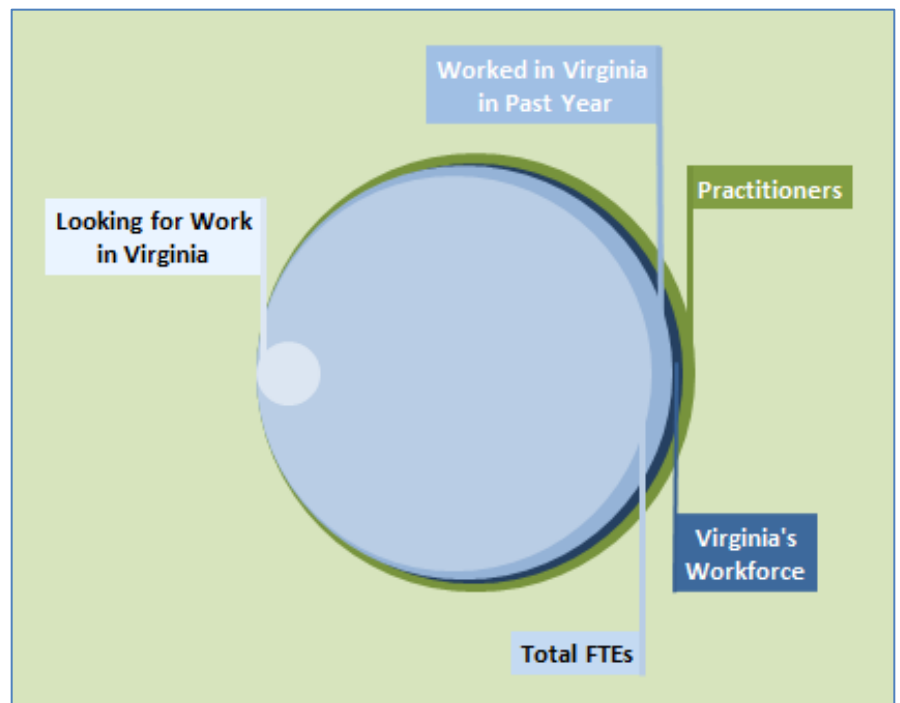 Worked in Virginia
in Past Year
Practitioners
Looking for Work
in Virginia
Virginia's
Workforce
Total FTEs